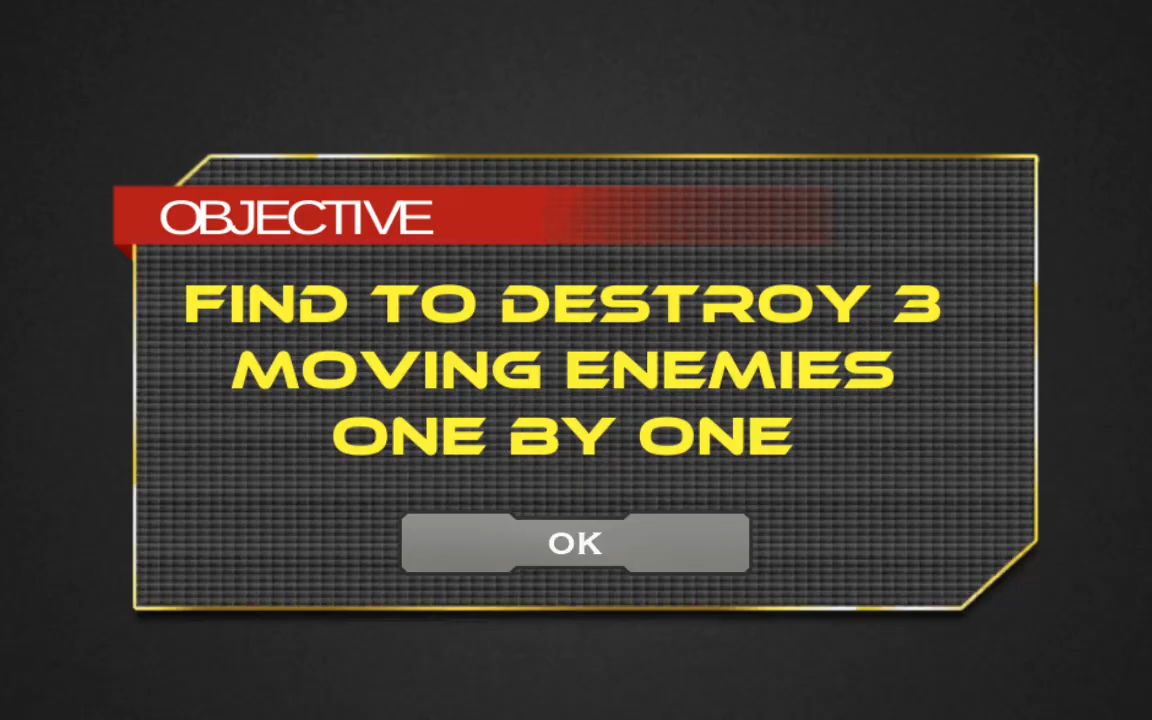 OBJECTIVE
FIND TO DESTROY 3
MOVING ENEMIES
ONE BY ONE
OK